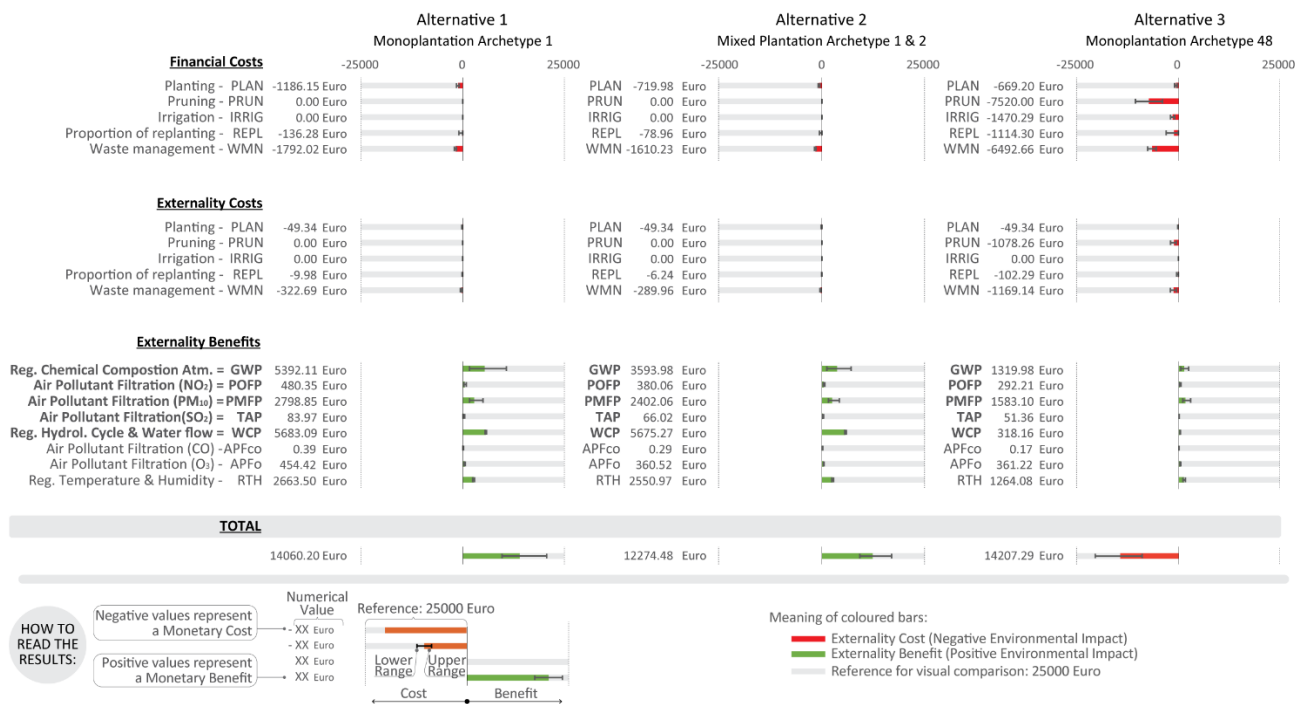 Alternative 1 Alternative 2 Alternative 3
Monoplantation Archetype 1 Mixed Plantation Archetype 1 & 2 Monoplantation Archetype 48
Financial Costs -25000 0 25000 -25000 0 25000 -25000 0 25000
Planting - PLAN -1186.15 Euro PLAN -719.98 Euro PLAN -669.20 Euro
Pruning - PRUN 0.00 Euro PRUN 0.00 Euro PRUN -7520.00 Euro
Irrigation - IRRIG 0.00 Euro IRRIG 0.00 Euro IRRIG -1470.29 Euro
Proportion of replanting - REPL -136.28 Euro REPL -78.96 Euro REPL -1114.30 Euro
Waste management - WMN -1792.02 Euro WMN -1610.23 Euro WMN -6492.66 Euro
Externality Costs
Planting - PLAN -49.34 Euro PLAN -49.34 Euro PLAN -49.34 Euro
Pruning - PRUN 0.00 Euro PRUN 0.00 Euro PRUN -1078.26 Euro
Irrigation - IRRIG 0.00 Euro IRRIG 0.00 Euro IRRIG 0.00 Euro
Proportion of replanting - REPL -9.98 Euro REPL -6.24 Euro REPL -102.29 Euro
Waste management - WMN -322.69 Euro WMN -289.96 Euro WMN -1169.14 Euro
Externality Benefits
Reg. Chemical Compostion Atm. = GWP 5392.11 Euro GWP 3593.98 Euro GWP 1319.98 Euro
Air Pollutant Filtration (NO₂) = POFP 480.35 Euro POFP 380.06 Euro POFP 292.21 Euro
Air Pollutant Filtration (PM₁₀) = PMFP 2798.85 Euro PMFP 2402.06 Euro PMFP 1583.10 Euro
Air Pollutant Filtration(SO₂) = TAP 83.97 Euro TAP 66.02 Euro TAP 51.36 Euro
Reg. Hydrol. Cycle & Water flow = WCP 5683.09 Euro WCP 5675.27 Euro WCP 318.16 Euro
Air Pollutant Filtration (CO) -APFco 0.39 Euro APFco 0.29 Euro APFco 0.17 Euro
Air Pollutant Filtration (O₃) - APFo 454.42 Euro APFo 360.52 Euro APFo 361.22 Euro
Reg. Temperature & Humidity - RTH 2663.50 Euro RTH 2550.97 Euro RTH 1264.08 Euro
TOTAL
14060.20 Euro 12274.48 Euro 14207.29 Euro
HOW TO
READ THE
RESULTS:
Negative values represent
a Monetary Cost
Positive values represent
a Monetary Benefit
Numerical
Value
- XX Euro
- XX Euro
XX Euro
XX Euro
Reference: 25000 Euro
Lower Upper
Range Range
Cost Benefit
Meaning of coloured bars:
Externality Cost (Negative Environmental Impact)
Externality Benefit (Positive Environmental Impact)
Reference for visual comparison: 25000 Euro